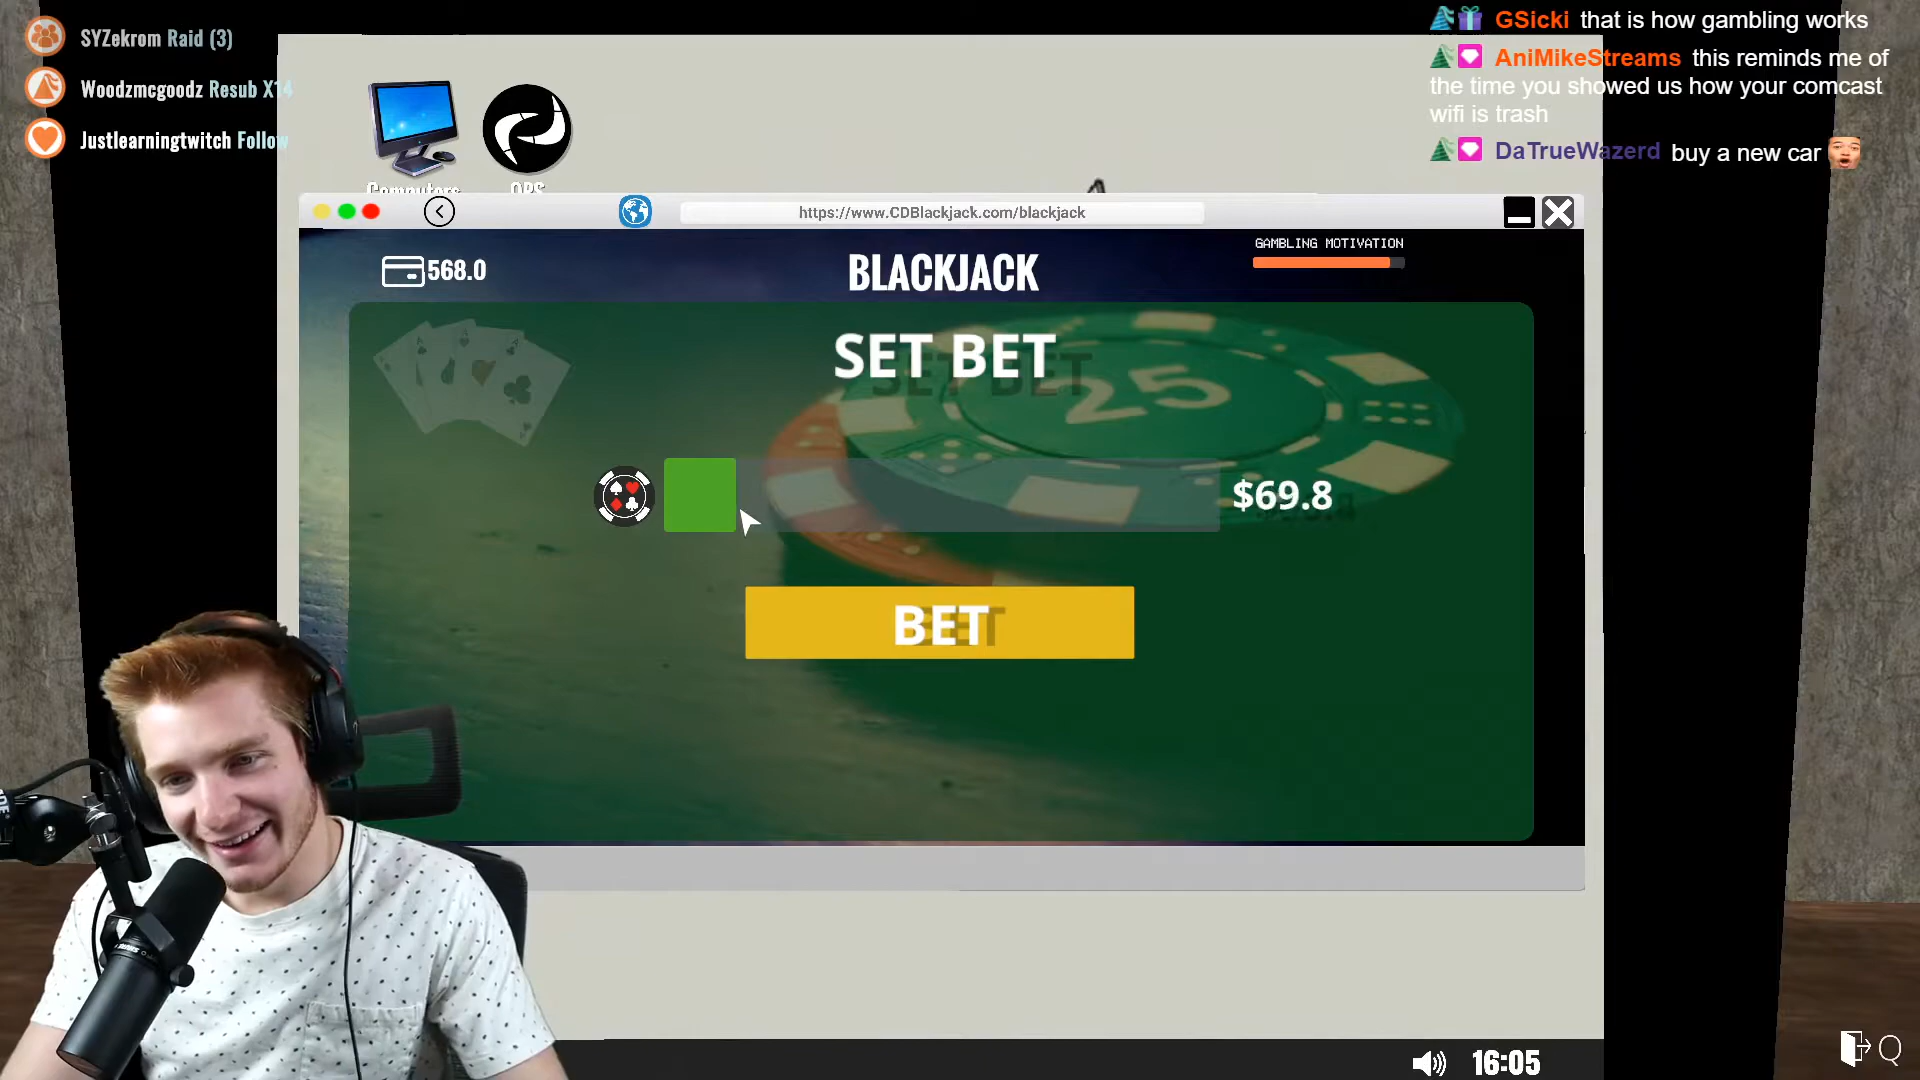 SYZekrom Raid (3)
Woodzmcgoodz Resub X14
Justlearningtwitch Follow
GSicki that is how gambling works
AniMikeStreams this reminds me of
the time you showed us how your comcast
wifi is trash
DaTrueWazerd buy a new car
Computers OBS
https://www.CDBlackjack.com/blackjack
568.0
BLACKJACK
GAMBLING MOTIVATION
SET BET
25
$69.8
BET
16:05
Q